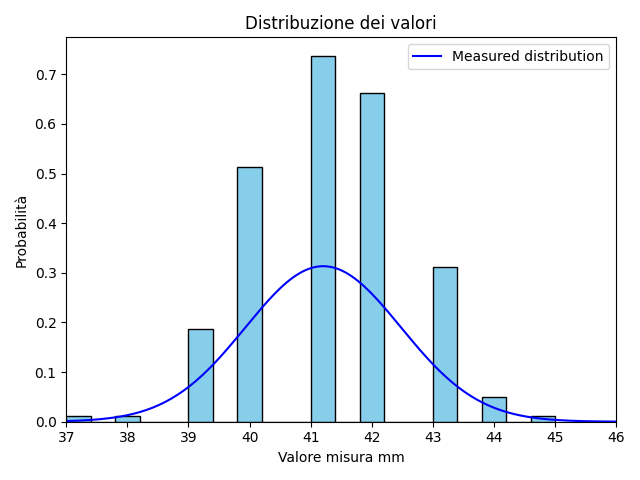 Distribuzione dei valori
Measured distribution
0.7
0.6
0.5
0.4
0.3
0.2
0.1
0.0
Probabilità
37 38 39 40 41 42 43 44 45 46
Valore misura mm